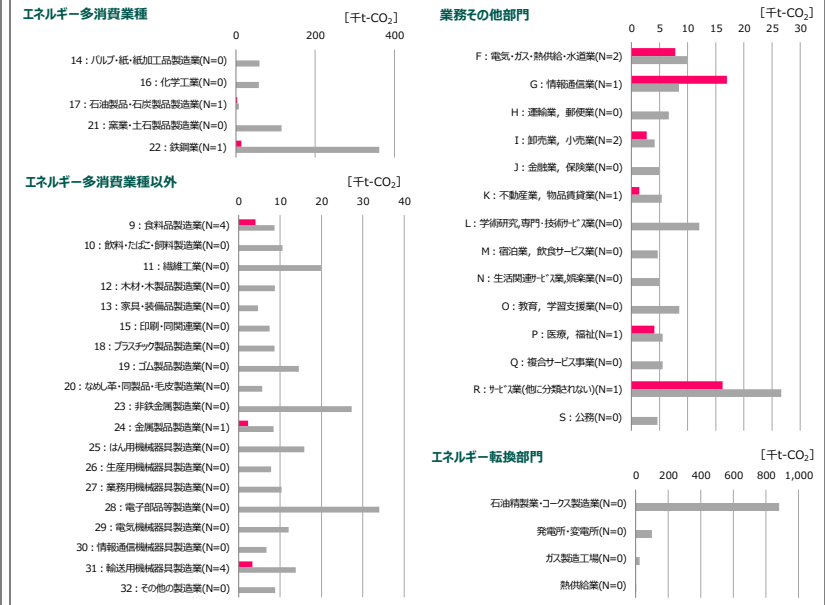 エネルギー多消費業種
[千t-CO₂]
0 200 400
14：パルプ・紙・紙加工品製造業(N=0)
16：化学工業(N=0)
17：石油製品・石炭製品製造業(N=1)
21：窯業・土石製品製造業(N=0)
22：鉄鋼業(N=1)
エネルギー多消費業種以外
[千t-CO₂]
0 10 20 30 40
9：食料品製造業(N=4)
10：飲料・たばこ・飼料製造業(N=0)
11：繊維工業(N=0)
12：木材・木製品製造業(N=0)
13：家具・装備品製造業(N=0)
15：印刷・同関連業(N=0)
18：プラスチック製品製造業(N=0)
19：ゴム製品製造業(N=0)
20：なめし革・同製品・毛皮製造業(N=0)
23：非鉄金属製造業(N=0)
24：金属製品製造業(N=1)
25：はん用機械器具製造業(N=0)
26：生産用機械器具製造業(N=0)
27：業務用機械器具製造業(N=0)
28：電子部品等製造業(N=0)
29：電気機械器具製造業(N=0)
30：情報通信機械器具製造業(N=0)
31：輸送用機械器具製造業(N=4)
32：その他の製造業(N=0)
業務その他部門
[千t-CO₂]
0 5 10 15 20 25 30
F：電気・ガス・熱供給・水道業(N=2)
G：情報通信業(N=1)
H：運輸業，郵便業(N=0)
I：卸売業，小売業(N=2)
J：金融業，保険業(N=0)
K：不動産業，物品賃貸業(N=1)
L：学術研究,専門・技術ｻｰﾋﾞｽ業(N=0)
M：宿泊業，飲食サービス業(N=0)
N：生活関連ｻｰﾋﾞｽ業,娯楽業(N=0)
O：教育，学習支援業(N=0)
P：医療，福祉(N=1)
Q：複合サービス事業(N=0)
R：ｻｰﾋﾞｽ業(他に分類されない)(N=1)
S：公務(N=0)
エネルギー転換部門
[千t-CO₂]
0 200 400 600 800 1,000
石油精製業・コークス製造業(N=0)
発電所・変電所(N=0)
ガス製造工場(N=0)
熱供給業(N=0)